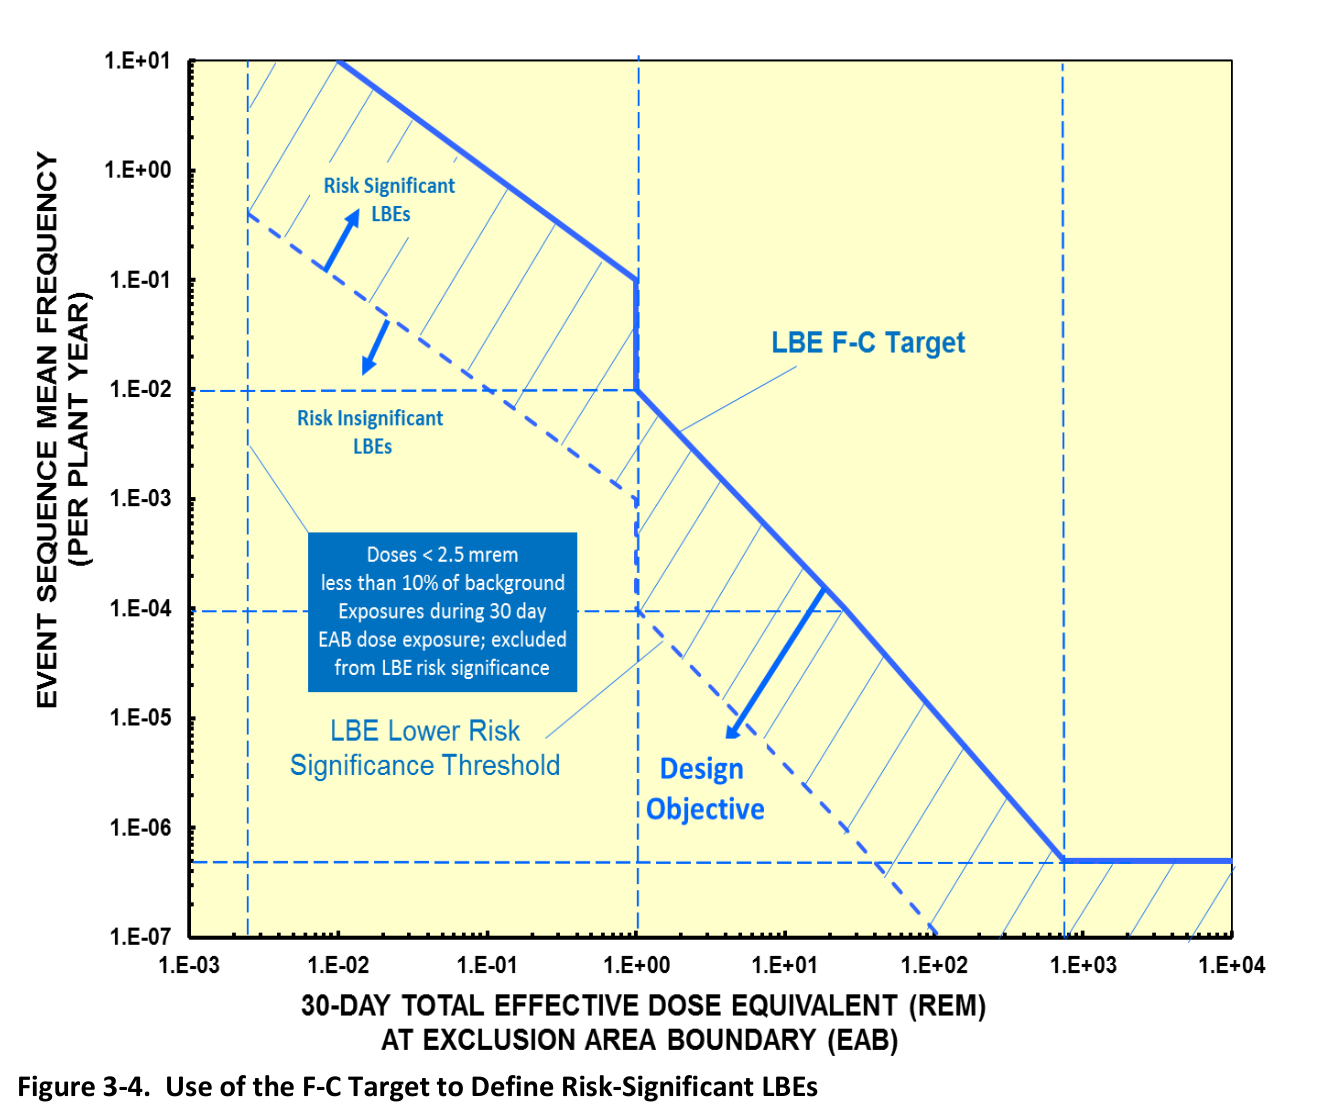 1.E+01
1.E+00
1.E-01
1.E-02
1.E-03
1.E-04
1.E-05
1.E-06
1.E-07
EVENT SEQUENCE MEAN FREQUENCY
(PER PLANT YEAR)
Risk Significant
LBEs
Risk Insignificant
LBEs
LBE F-C Target
Doses < 2.5 mrem
less than 10% of background
Exposures during 30 day
EAB dose exposure; excluded
from LBE risk significance
LBE Lower Risk
Significance Threshold
Design
Objective
1.E-03 1.E-02 1.E-01 1.E+00 1.E+01 1.E+02 1.E+03 1.E+04
30-DAY TOTAL EFFECTIVE DOSE EQUIVALENT (REM)
AT EXCLUSION AREA BOUNDARY (EAB)
Figure 3-4. Use of the F-C Target to Define Risk-Significant LBEs